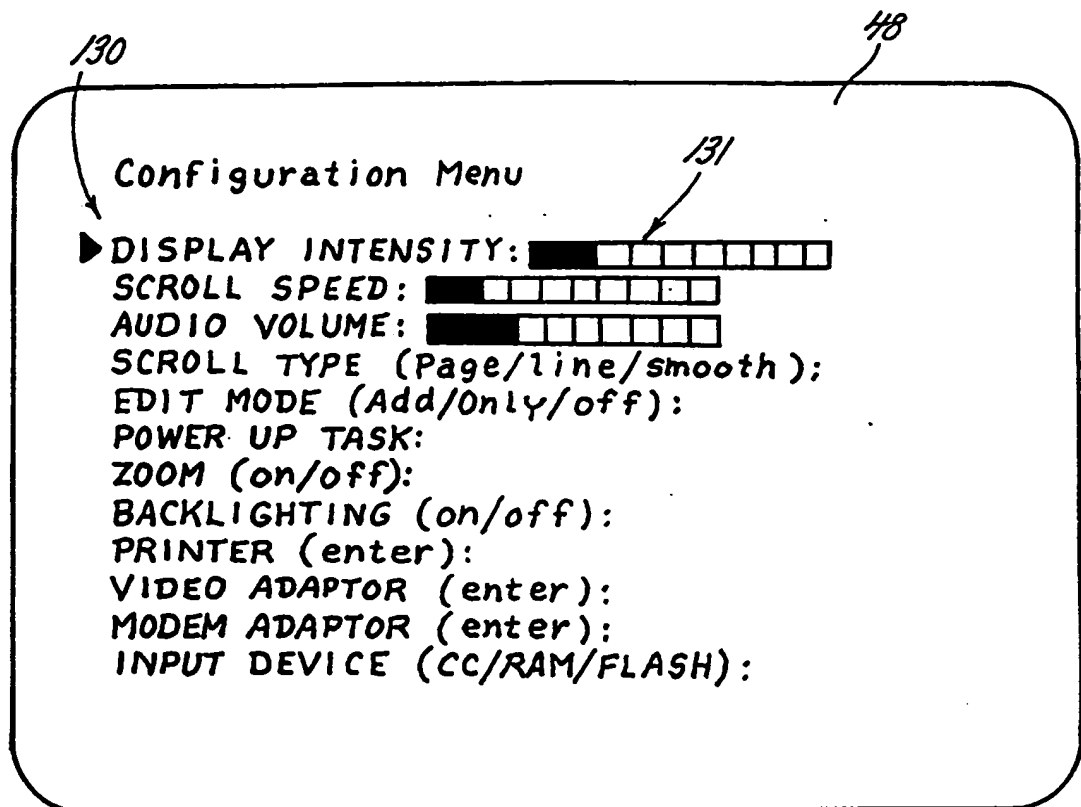 130
48
Configuration Menu
131
DISPLAY INTENSITY:
SCROLL SPEED:
AUDIO VOLUME:
SCROLL TYPE (Page/line/smooth):
EDIT MODE (Add/Only/off):
POWER UP TASK:
ZOOM (on/off):
BACKLIGHTING (on/off):
PRINTER (enter):
VIDEO ADAPTOR (enter):
MODEM ADAPTOR (enter):
INPUT DEVICE (CC/RAM/FLASH):